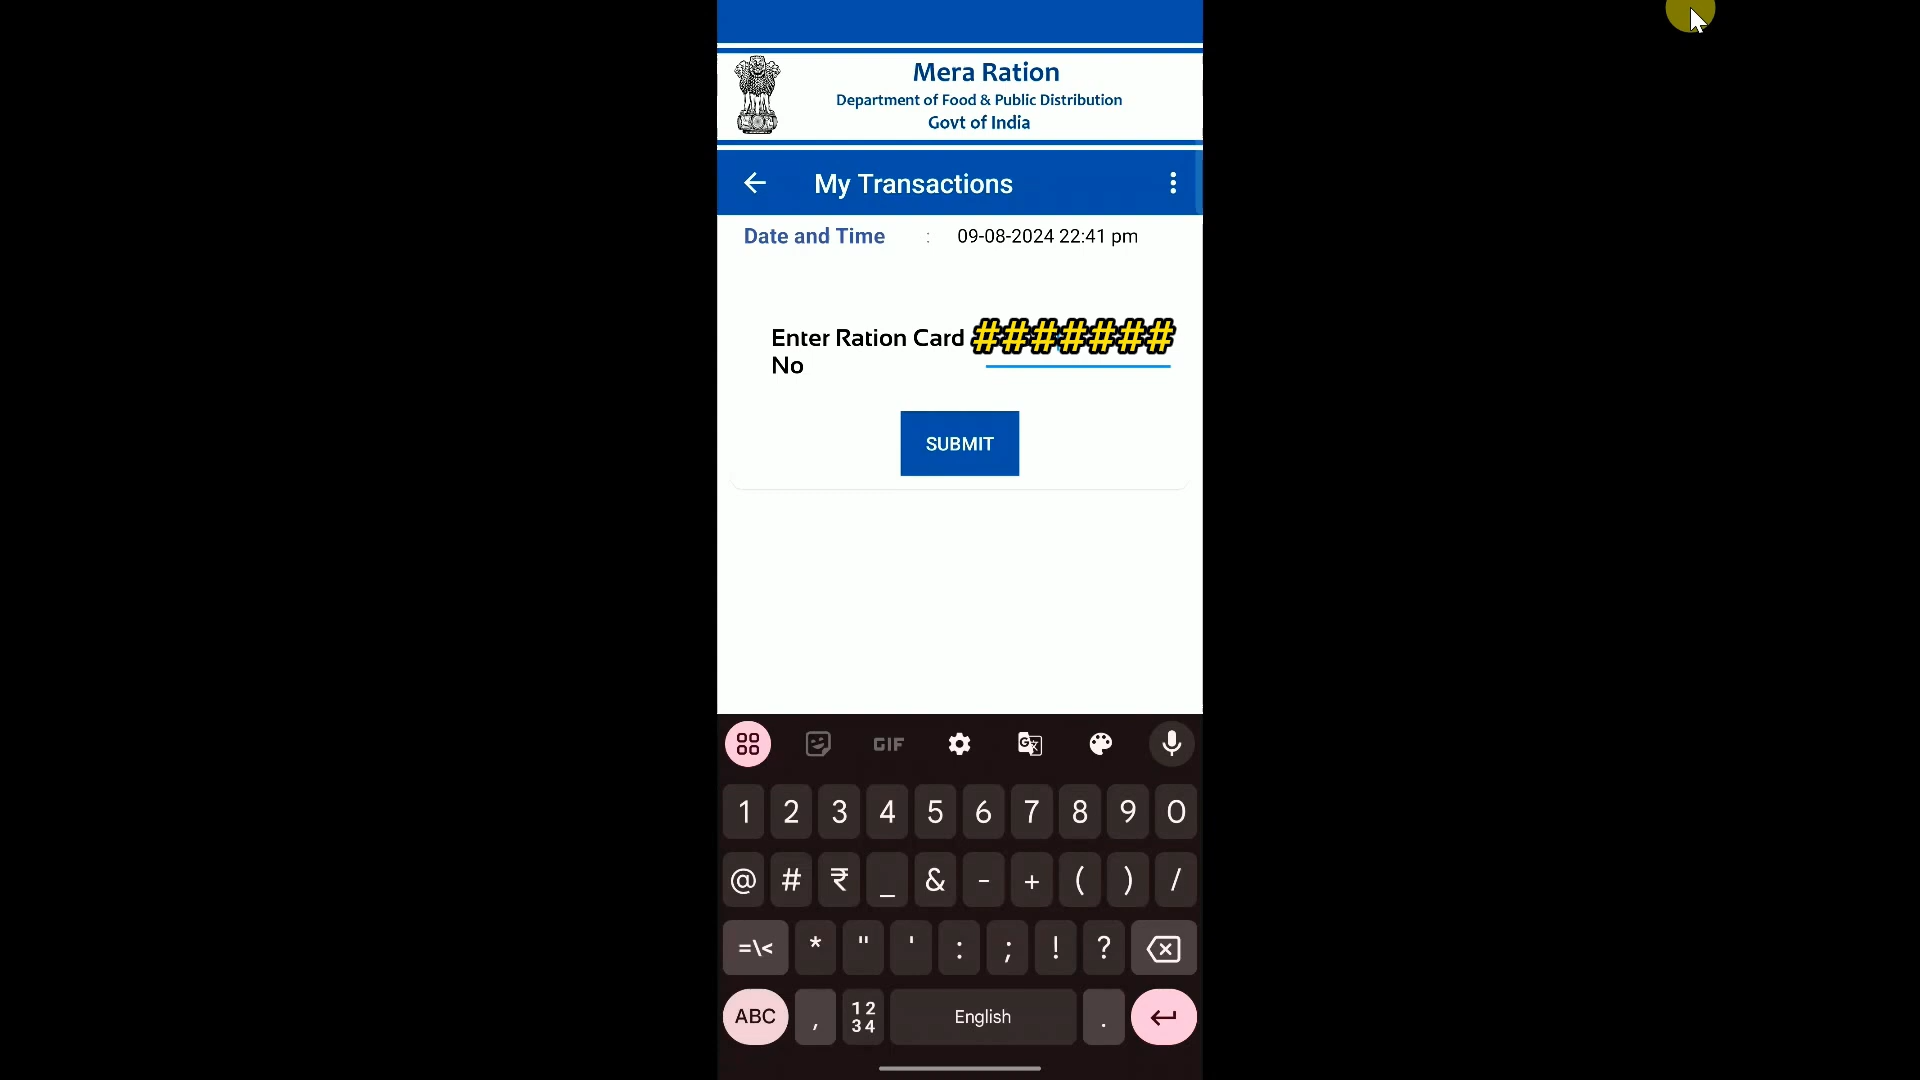 Mera Ration
Department of Food & Public Distribution
Govt of India
My Transactions
Date and Time : 09-08-2024 22:41 pm
Enter Ration Card #######
No
SUBMIT
GIF
1 2 3 4 5 6 7 8 9 0
@ # ₹ _ & - + ( ) /
=\< * " ' : ; ! ?
ABC , 12 English .
34